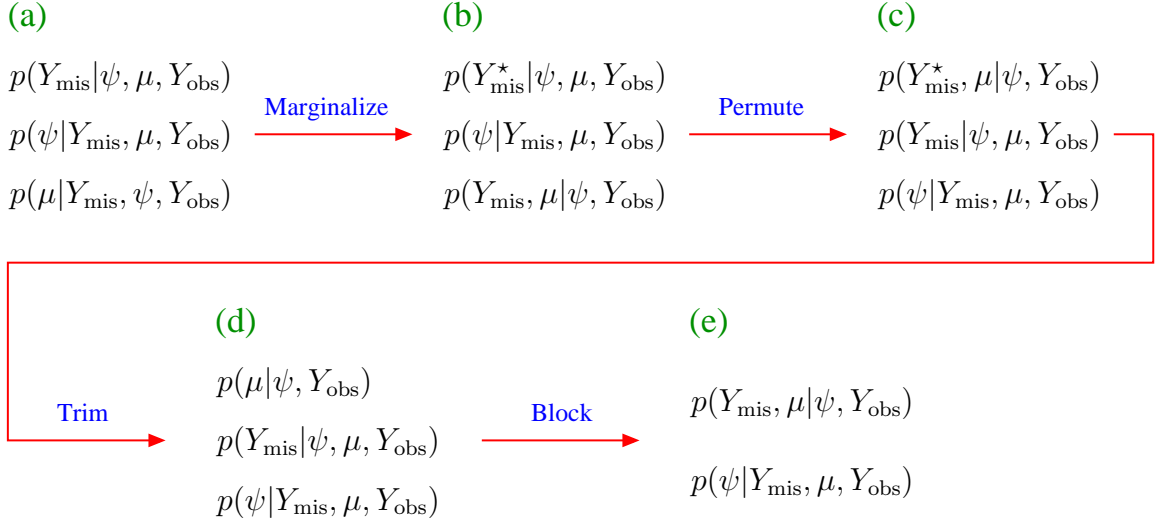 (a) (b) (c)
p(Y_mis|ψ, μ, Y_obs) p(Y^⋆_mis|ψ, μ, Y_obs) p(Y^⋆_mis, μ|ψ, Y_obs)
Marginalize Permute
p(ψ|Y_mis, μ, Y_obs) p(ψ|Y_mis, μ, Y_obs) p(Y_mis|ψ, μ, Y_obs)
p(μ|Y_mis, ψ, Y_obs) p(Y_mis, μ|ψ, Y_obs) p(ψ|Y_mis, μ, Y_obs)
(d) (e)
p(μ|ψ, Y_obs)
p(Y_mis, μ|ψ, Y_obs)
Trim Block
p(Y_mis|ψ, μ, Y_obs)
p(ψ|Y_mis, μ, Y_obs)
p(ψ|Y_mis, μ, Y_obs)